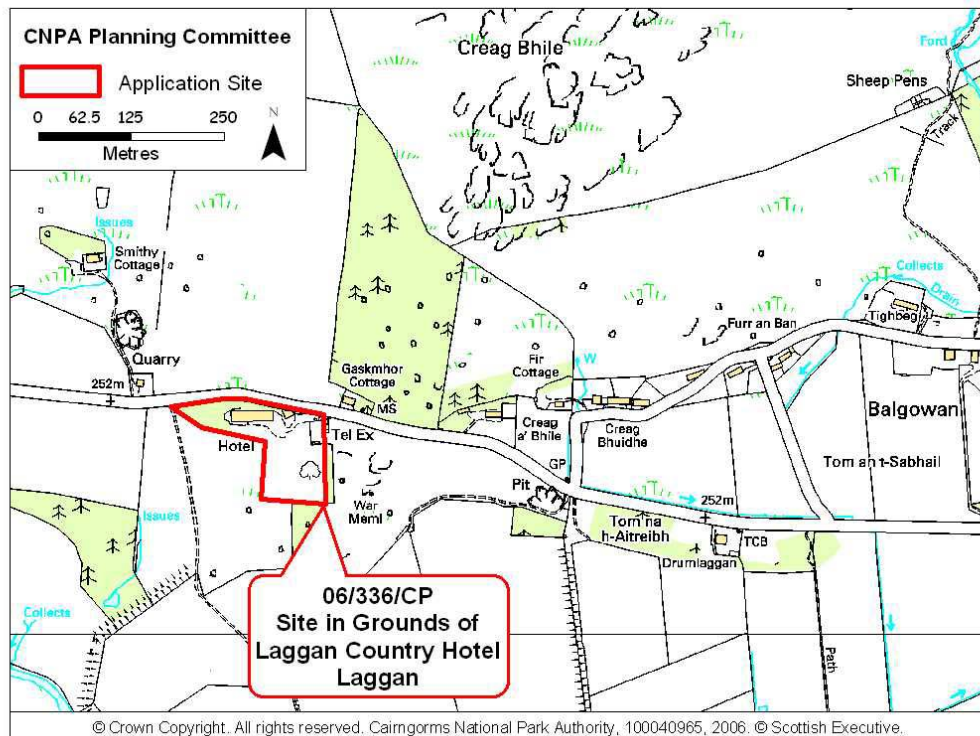 CNPA Planning Committee
Application Site
0 62.5 125 250
Metres
N
Creag Bhile
Ford
Sheep Pens
Track
Issues
Smithy
Cottage
Quarry
252m
Collects
Drain
Tighbeg
Furr an Ban
W
Fir
Cottage
Gaskmhor
Cottage
MS
Creag
a' Bhile
Creag
Bhuidhe
Balgowan
Hotel
Tel Ex
GP
Tom an t-Sabhail
Pit
War
Meml
252m
Issues
Tom na
h-Aitreibh
TCB
Drumlaggan
Collects
Path
06/336/CP
Site in Grounds of
Laggan Country Hotel
Laggan
© Crown Copyright. All rights reserved. Cairngorms National Park Authority, 100040965, 2006. © Scottish Executive.